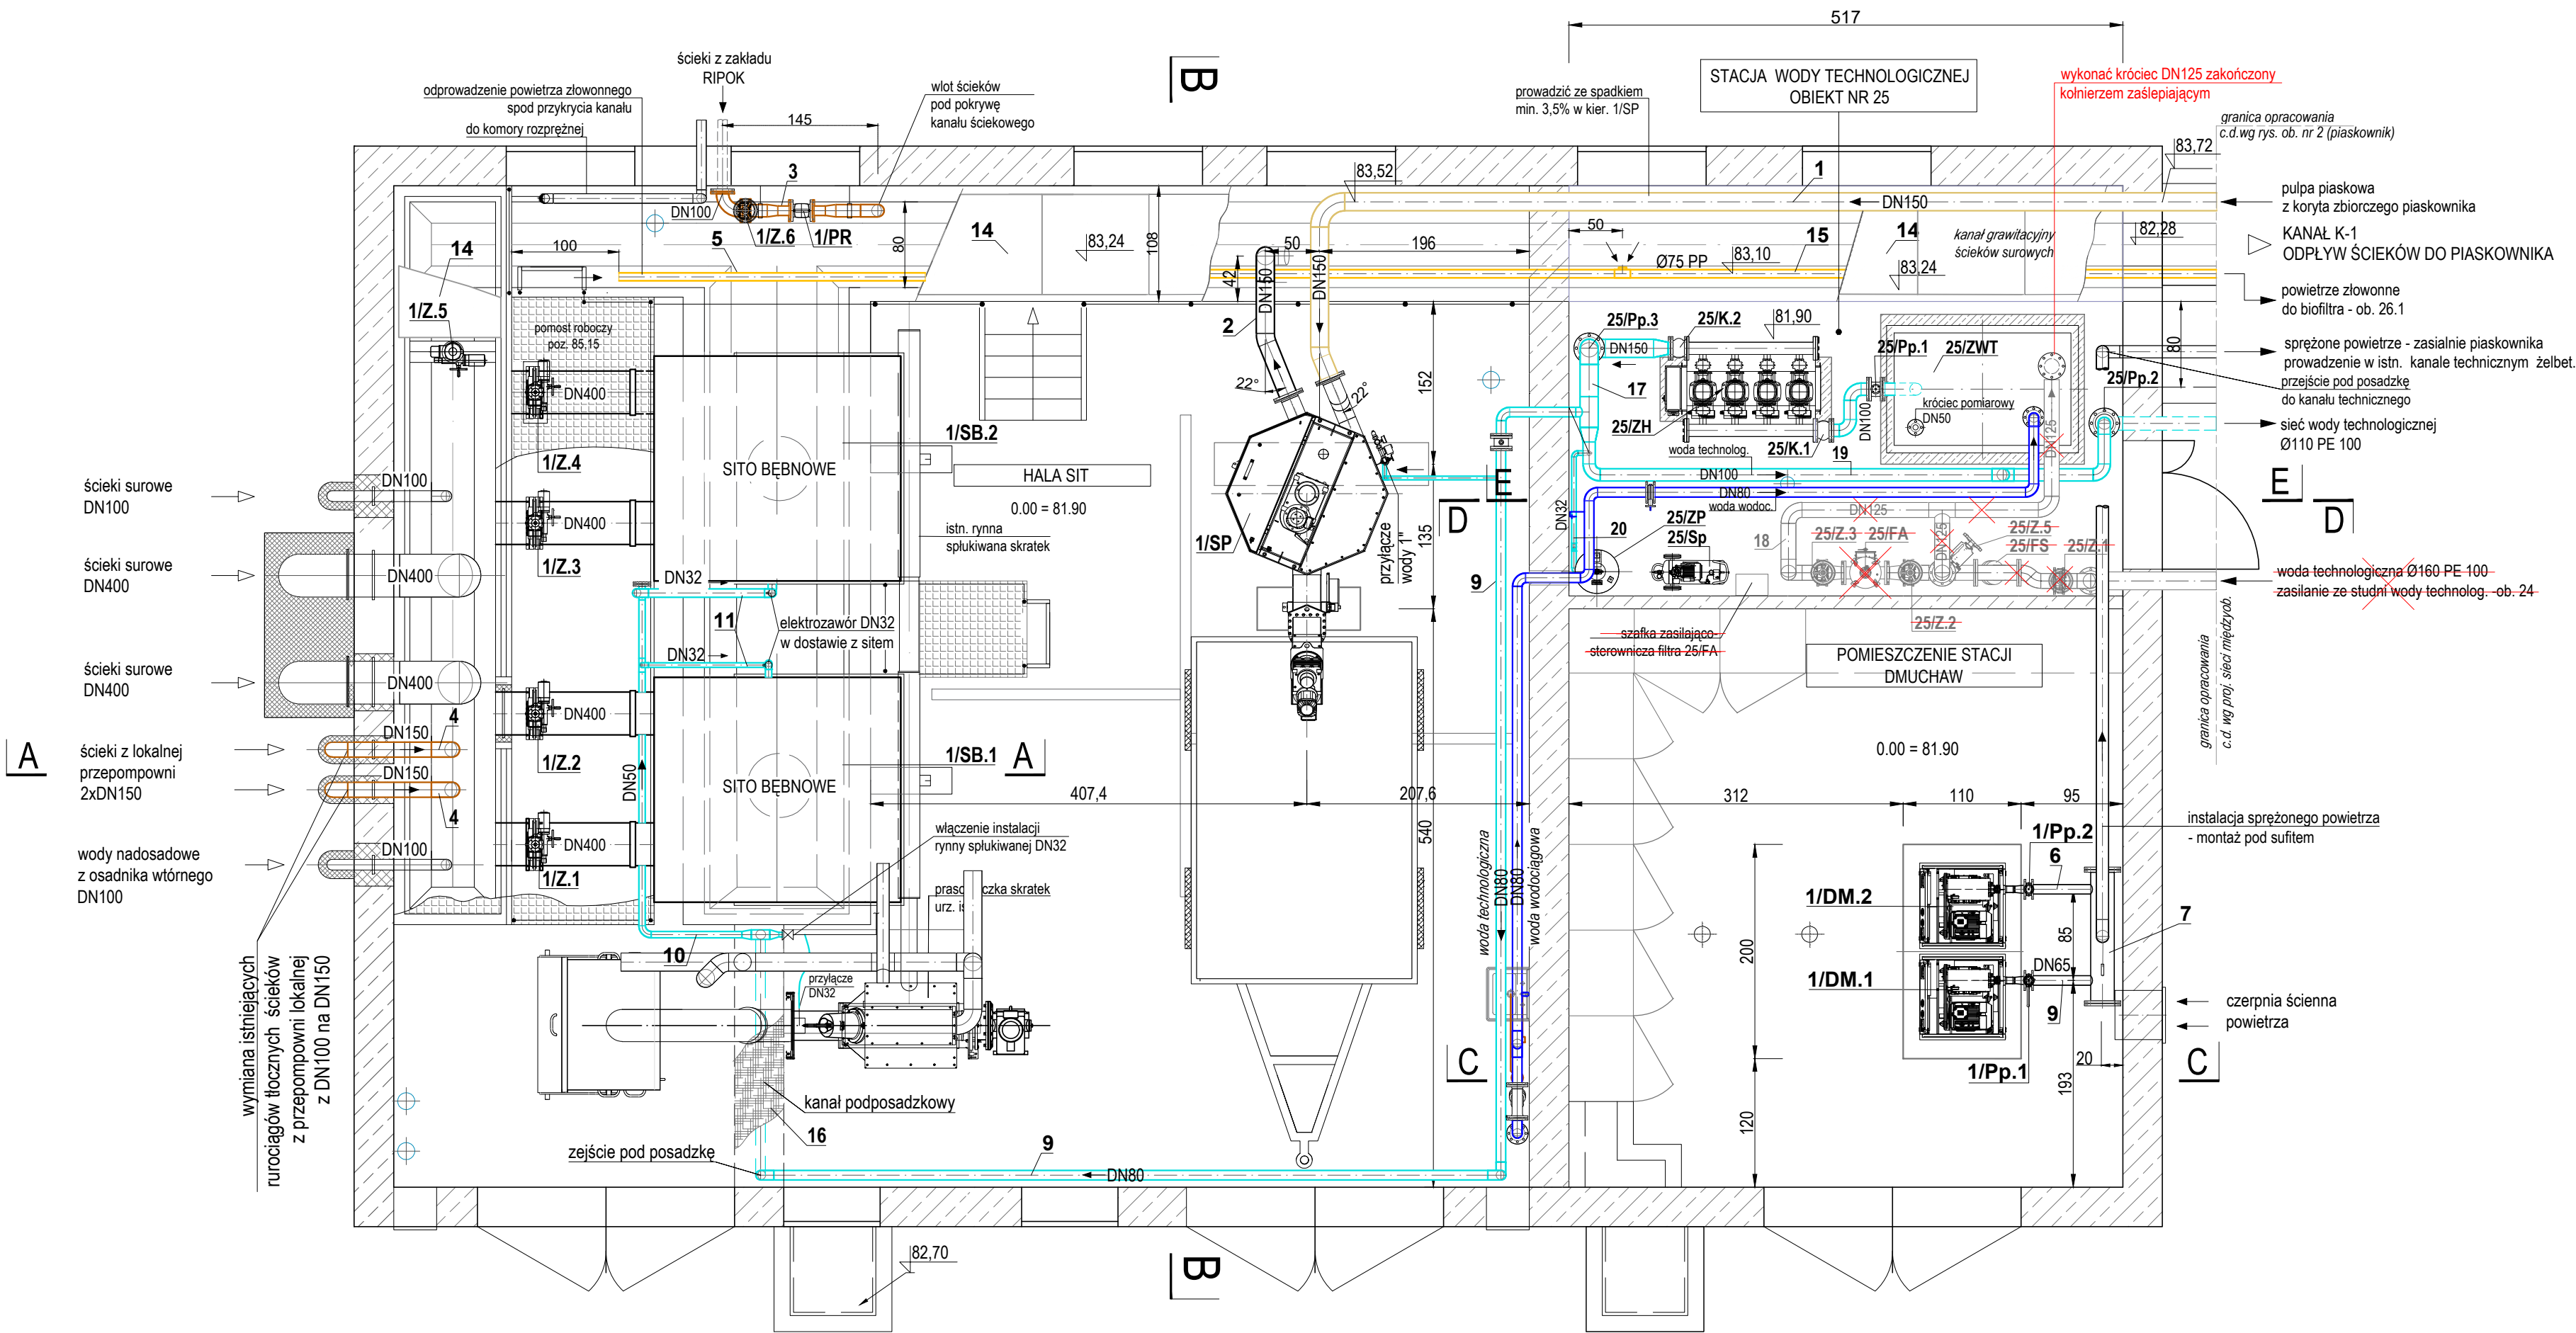 517
ścieki z zakładu
RIPOK
B
STACJA WODY TECHNOLOGICZNEJ
OBIEKT NR 25
wykonać króciec DN125 zakończony
kołnierzem zaślepiającym
odprowadzenie powietrza złowonnego
spod przykrycia kanału
do komory rozprężnej
145
wlot ścieków
pod pokrywę
kanału ściekowego
prowadzić ze spadkiem
min. 3,5% w kier. 1/SP
granica opracowania
c.d.wg rys. ob. nr 2 (piaskownik)
83,72
83,52
3
1
DN100
1/Z.6
1/PR
DN150
pulpa piaskowa
z koryta zbiorczego piaskownika
14
100
5
80
108
14
83,24
50
196
42
DN150
DN150
50
Ø75 PP
83,10
15
14
83,24
kanał grawitacyjny
ścieków surowych
82,28
KANAŁ K-1
ODPŁYW ŚCIEKÓW DO PIASKOWNIKA
powietrze złowonne
do biofiltra - ob. 26.1
1/Z.5
pomost roboczy
poz. 85,15
2
25/Pp.3
25/K.2
81,90
DN150
25/Pp.1
25/ZWT
80
sprężone powietrze - zasialnie piaskownika
prowadzenie w istn. kanale technicznym żelbet.
przejście pod posadzkę
do kanału technicznego
25/Pp.2
DN400
22°
22°
152
17
25/ZH
DN100
króciec pomiarowy
DN50
25/K.1
sieć wody technologicznej
Ø110 PE 100
1/SB.2
SITO BĘBNOWE
HALA SIT
0.00 = 81.90
1/Z.4
woda technolog.
19
DN100
DN125
ścieki surowe
DN100
DN100
DN400
istn. rynna
spłukiwana skratek
1/SP
przyłącze
wody 1"
135
E
D
DN80
woda wodoc.
DN32
20
25/ZP
25/Sp
DN125
18
25/Z.3
25/FA
DN125
25/Z.5
25/FS
25/Z.1
E
D
ścieki surowe
DN400
DN400
1/Z.3
DN32
11
elektrozawór DN32
w dostawie z sitem
DN32
9
25/Z.2
woda technologiczna Ø160 PE 100
zasilanie ze studni wody technolog. -ob. 24
szafka zasilająco-
sterownicza filtra 25/FA
POMIESZCZENIE STACJI
DMUCHAW
granica opracowania
c.d. wg proj. sieci międzyob.
ścieki surowe
DN400
DN400
DN400
1/Z.2
A
ścieki z lokalnej
przepompowni
2xDN150
DN150
4
DN150
4
DN50
1/SB.1
SITO BĘBNOWE
A
0.00 = 81.90
407,4
207,6
312
110
95
wody nadosadowe
z osadnika wtórnego
DN100
DN100
DN400
1/Z.1
włączenie instalacji
rynny spłukiwanej DN32
540
woda technologiczna
DN80
DN80
woda wodociągowa
instalacja sprężonego powietrza
- montaż pod sufitem
1/Pp.2
6
1/DM.2
7
200
85
wymiana istniejących
rurociągów tłocznych ścieków
z przepompowni lokalnej
z DN100 na DN150
10
urz.
przyłącze
DN32
1/DM.1
DN65
9
czerpnia ścienna
powietrza
20
193
1/Pp.1
C
C
kanał podposadzkowy
16
120
zejście pod posadzkę
9
DN80
82,70
B